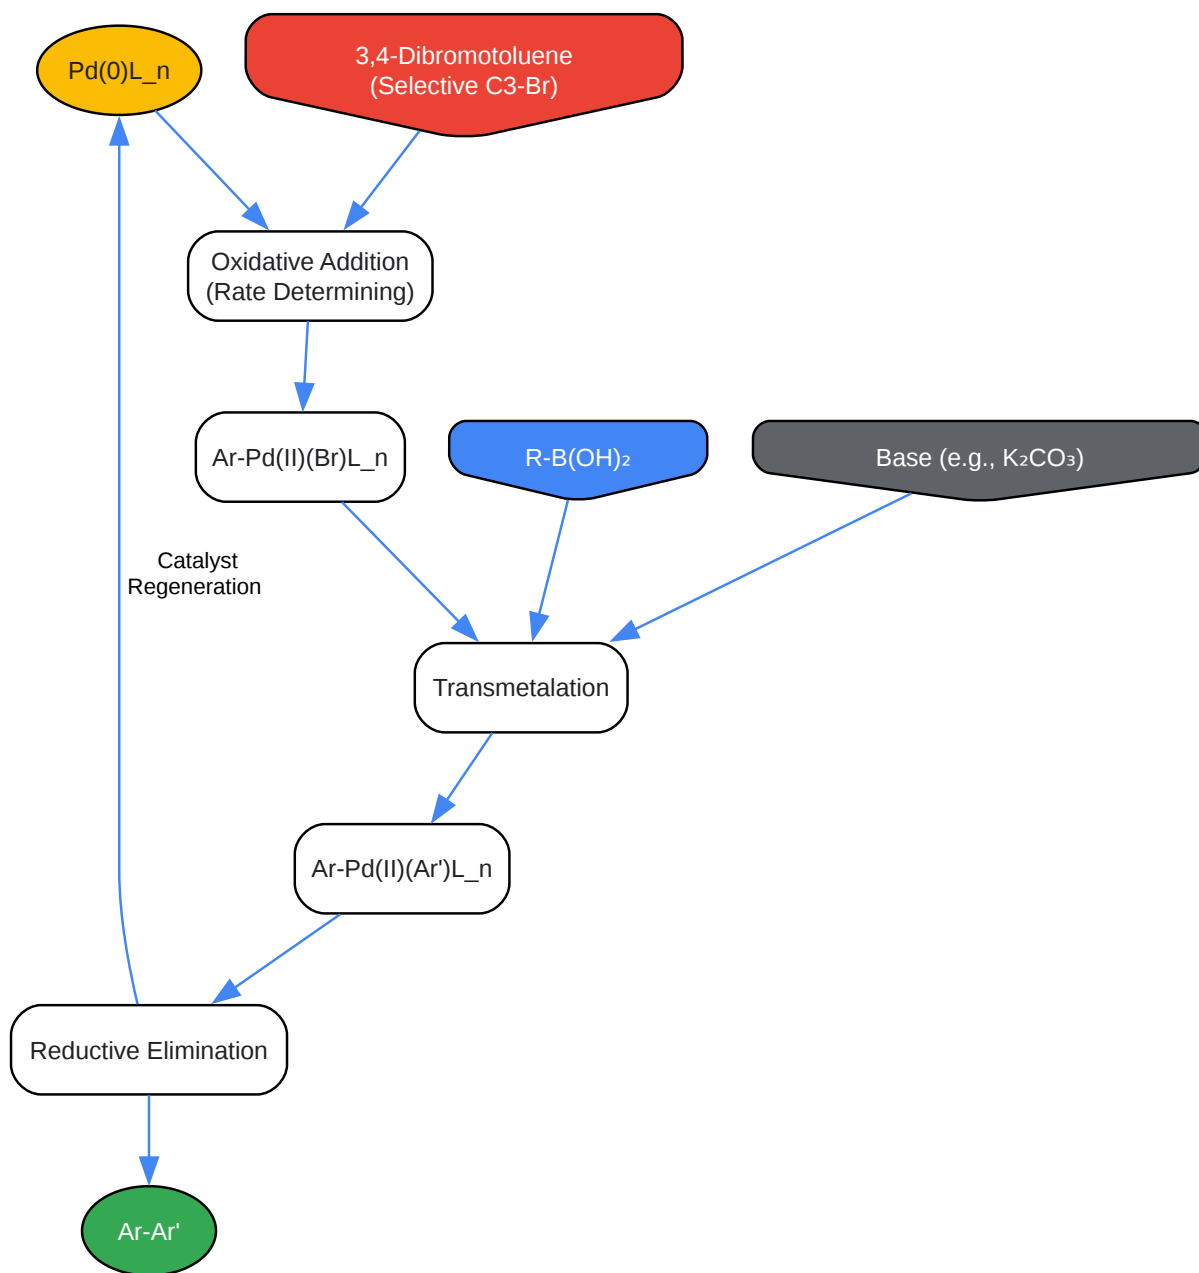 Pd(0)L_n
3,4-Dibromotoluene
(Selective C3-Br)
Oxidative Addition
(Rate Determining)
Ar-Pd(II)(Br)L_n
R-B(OH)₂
Base (e.g., K₂CO₃)
Catalyst
Regeneration
Transmetalation
Ar-Pd(II)(Ar')L_n
Reductive Elimination
Ar-Ar'